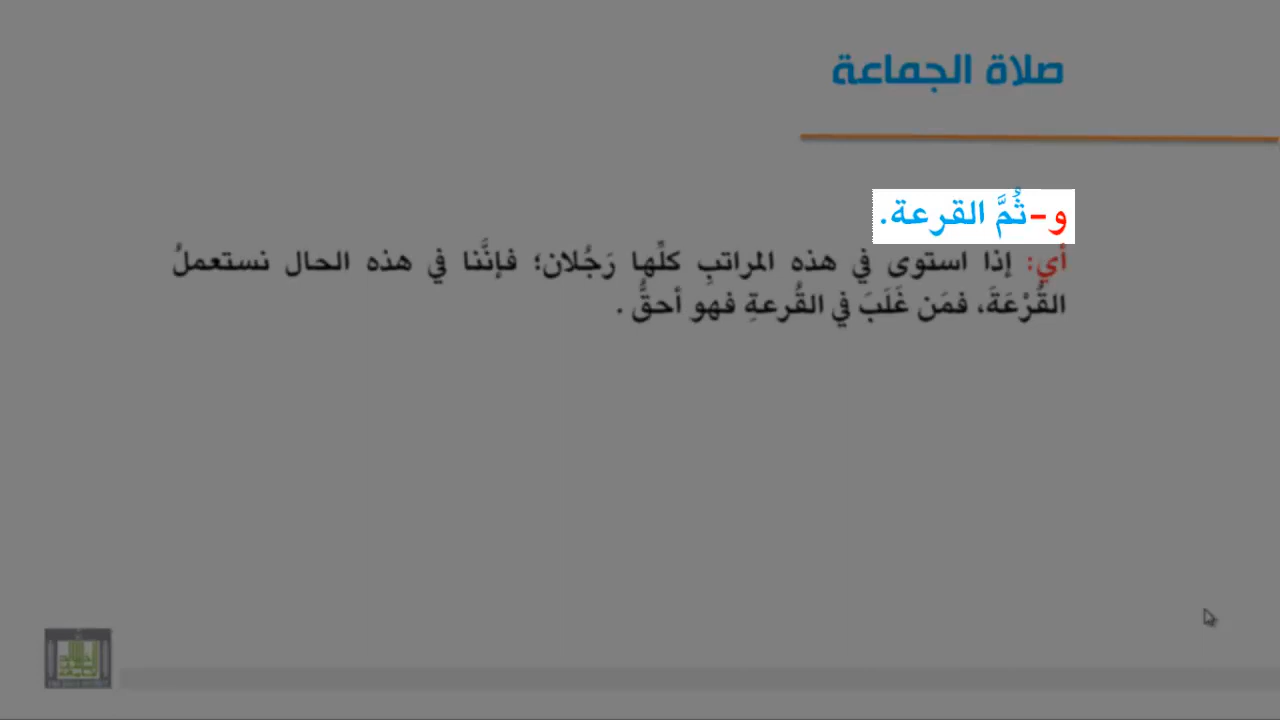 صلاة الجماعة
و-ثُمَّ القرعة.
أي: إذا استوى في هذه المراتبِ كلِّها رَجُلان؛ فإنَّنا في هذه الحال نستعملُ
القُرْعَةَ، فمَن غَلَبَ في القُرعةِ فهو أحقُّ .